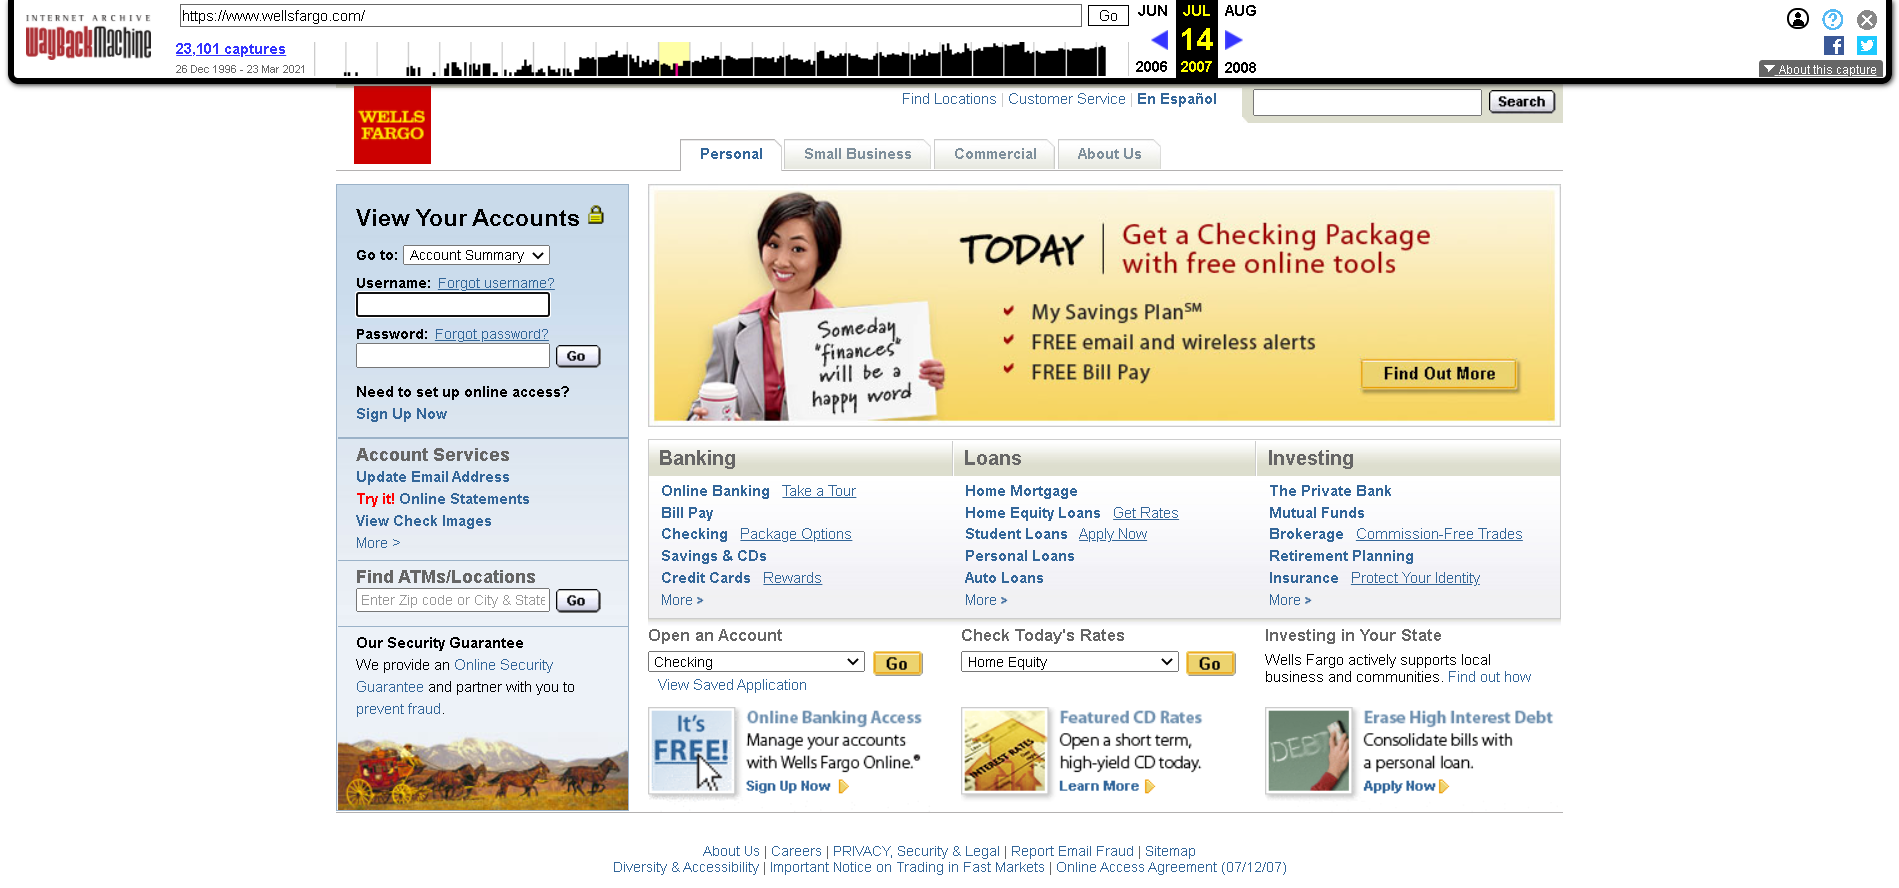 INTERNET ARCHIVE
WayBackMachine
https://www.wellsfargo.com/
Go
JUN
JUL
AUG
23,101 captures
14
26 Dec 1996 - 23 Mar 2021
2006
2007
2008
About this capture
WELLS
FARGO
Find Locations | Customer Service | En Español
Search
Personal
Small Business
Commercial
About Us
View Your Accounts
Go to: Account Summary
Username: Forgot username?
Password: Forgot password?
Go
Need to set up online access?
Sign Up Now
Account Services
Update Email Address
Try it! Online Statements
View Check Images
More >
Find ATMs/Locations
Enter Zip code or City & State
Go
Our Security Guarantee
We provide an Online Security
Guarantee and partner with you to
prevent fraud.
TODAY
Get a Checking Package
with free online tools
My Savings Plan℠
FREE email and wireless alerts
FREE Bill Pay
Find Out More
Someday
"finances"
will be a
happy word
Banking
Online Banking Take a Tour
Bill Pay
Checking Package Options
Savings & CDs
Credit Cards Rewards
More >
Loans
Home Mortgage
Home Equity Loans Get Rates
Student Loans Apply Now
Personal Loans
Auto Loans
More >
Investing
The Private Bank
Mutual Funds
Brokerage Commission-Free Trades
Retirement Planning
Insurance Protect Your Identity
More >
Open an Account
Checking
Go
View Saved Application
Check Today's Rates
Home Equity
Go
Investing in Your State
Wells Fargo actively supports local
business and communities. Find out how
It's
FREE!
Online Banking Access
Manage your accounts
with Wells Fargo Online.®
Sign Up Now
INTEREST RATES
Featured CD Rates
Open a short term,
high-yield CD today.
Learn More
DEBT
Erase High Interest Debt
Consolidate bills with
a personal loan.
Apply Now
About Us | Careers | PRIVACY, Security & Legal | Report Email Fraud | Sitemap
Diversity & Accessibility | Important Notice on Trading in Fast Markets | Online Access Agreement (07/12/07)